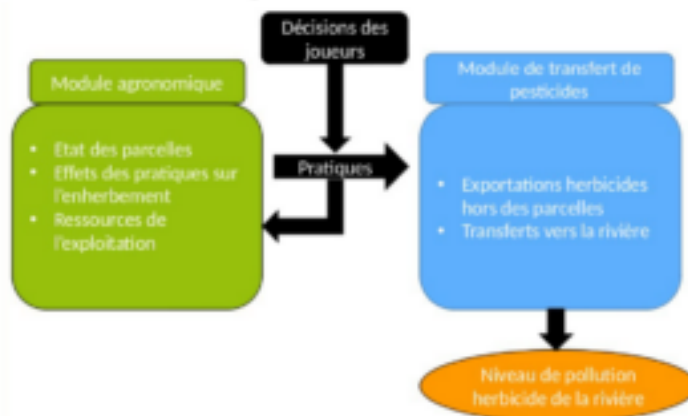 Décisions des
joueurs
Module agronomique
• Etat des parcelles
• Effets des pratiques sur
l'enherbement
• Ressources de
l'exploitation
Pratiques
Module de transfert de
pesticides
• Exportations herbicides
hors des parcelles
• Transferts vers la rivière
Niveau de pollution
herbicide de la rivière